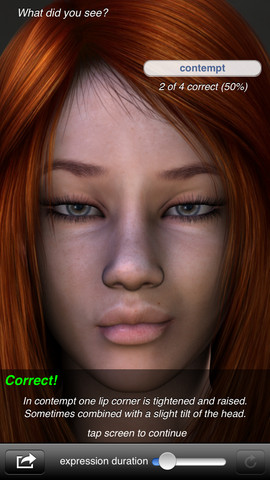 What did you see?
contempt
2 of 4 correct (50%)
Correct!
In contempt one lip corner is tightened and raised.
Sometimes combined with a slight tilt of the head.
tap screen to continue
expression duration